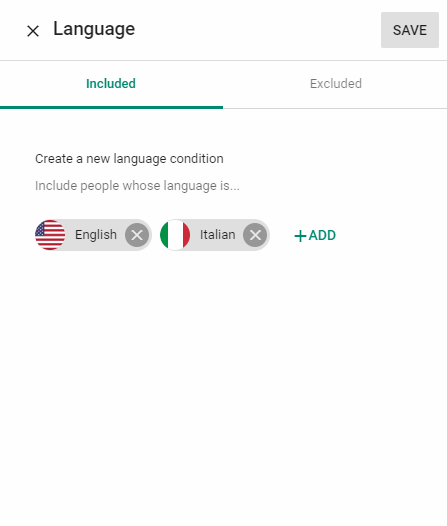 Language
SAVE
Included
Excluded
Create a new language condition
Include people whose language is...
English
Italian
+ADD